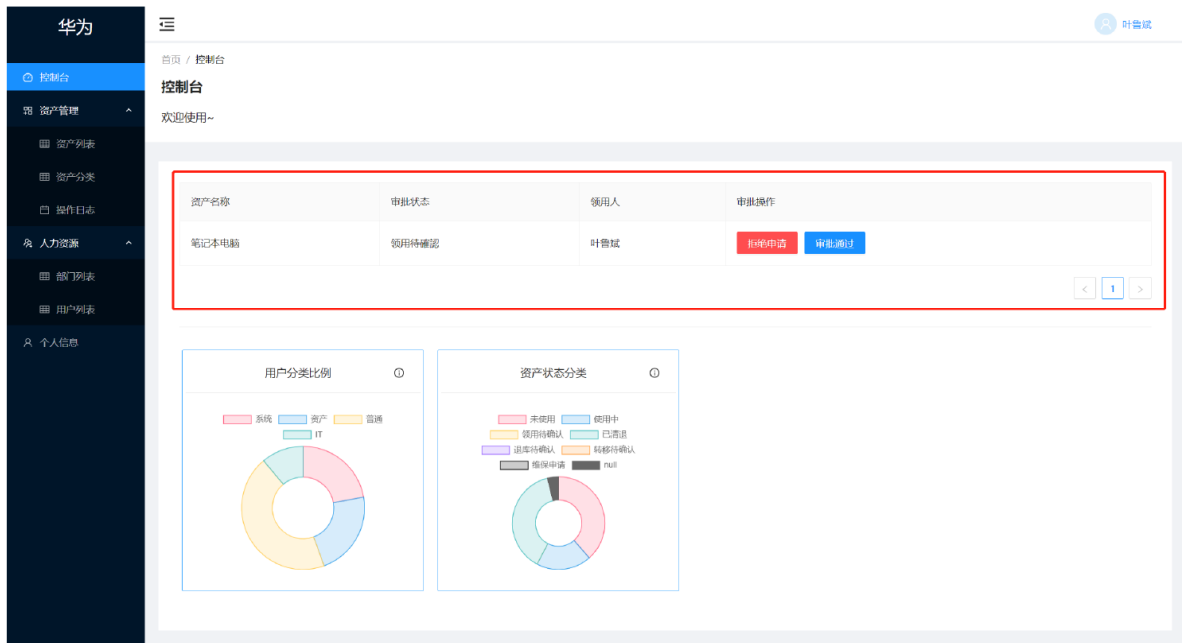 华为
叶鲁斌
控制台
资产管理
资产列表
资产分类
操作日志
人力资源
部门列表
用户列表
个人信息
首页 / 控制台
控制台
欢迎使用~
资产名称 审批状态 领用人 审批操作
笔记本电脑 领用待確認 叶鲁斌 拒绝申请 审批通过
< 1 >
用户分类比例
系统 资产 普通
IT
资产状态分类
未使用 使用中
领用待确认 已清退
退库待确认 转移待确认
维保申请 null